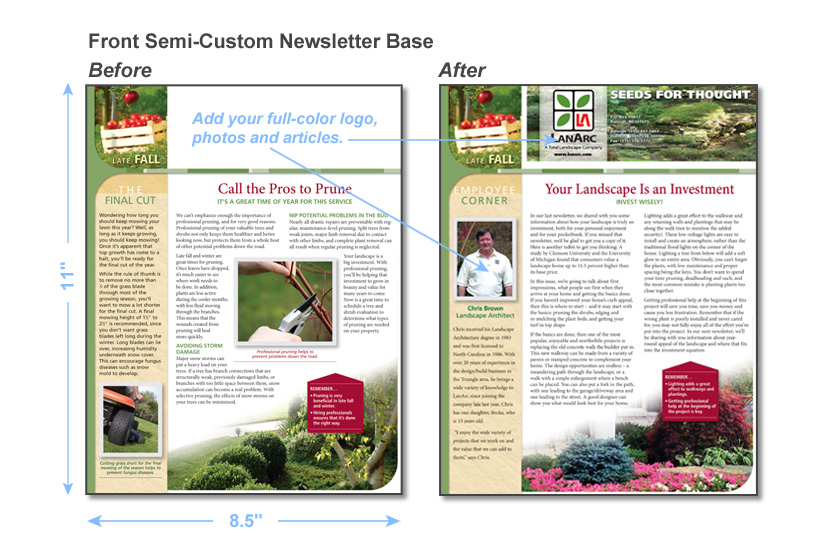 Front Semi-Custom Newsletter Base
Before
After
Add your full-color logo,
photos and articles.
11"
8.5"
LATE FALL
THE
FINAL CUT
Wondering how long you
should keep mowing your
lawn this year? Well, as
long as it keeps growing,
you should keep mowing!
Once it's apparent that
top growth has come to a
halt, you'll be ready for
the final cut of the year.
While the rule of thumb is
to remove no more than
⅓ of the grass blade
through most of the
growing season, you'll
want to mow a lot shorter
for the final cut. A final
mowing height of 1½" to
2½" is recommended, since
you don't want grass
blades left long during the
winter. Long blades can lie
over, increasing humidity
underneath snow cover.
This can encourage fungus
diseases such as snow
mold to develop.
Cutting grass short for the final
mowing of the season helps to
prevent fungus diseases.
Call the Pros to Prune
IT'S A GREAT TIME OF YEAR FOR THIS SERVICE
We can't emphasize enough the importance of
professional pruning, and for very good reasons.
Professional pruning of your valuable trees and
shrubs not only keeps them healthier and better
looking now, but protects them from a whole host
of other potential problems down the road.
Late fall and winter are
great times for pruning.
Once leaves have dropped,
it's much easier to see
where work needs to
be done. In addition,
plants are less active
during the cooler months,
with less fluid moving
through the branches.
This means that the
wounds created from
pruning will heal
more quickly.
AVOIDING STORM
DAMAGE
Major snow storms can
put a heavy load on your
trees. If a tree has branch connections that are
structurally weak, previously damaged limbs, or
branches with too little space between them, snow
accumulation can become a real problem. With
selective pruning, the effects of snow storms on
your trees can be minimized.
NIP POTENTIAL PROBLEMS IN THE BUD
Nearly all drastic repairs are preventable with reg-
ular, maintenance-level pruning. Split trees from
weak joints, major limb removal due to contact
with other limbs, and complete plant removal can
all result when regular pruning is neglected.
Your landscape is a
big investment. With
professional pruning,
you'll be helping that
investment to grow in
beauty and value for
many years to come.
Now is a great time to
schedule a tree and
shrub evaluation to
determine what types
of pruning are needed
on your property.
Professional pruning helps to
prevent problems down the road.
REMEMBER...
• Pruning is very
beneficial in late fall
and winter.
• Hiring professionals
ensures that it's done
the right way.
LATE FALL
LA
LANARC
A Total Landscape Company
www.lanarc.com
SEEDS FOR THOUGHT
EMPLOYEE
CORNER
Chris Brown
Landscape Architect
Chris received his Landscape
Architecture degree in 1983
and was first licensed in
North Carolina in 1986. With
over 20 years of experience in
the design/build business in
the Triangle area, he brings a
wide variety of knowledge to
LanArc, since joining the
company late last year. Chris
has one daughter, Becka, who
is 13 years old.
"I enjoy the wide variety of
projects that we work on and
the value that we can add to
them," says Chris.
Your Landscape Is an Investment
INVEST WISELY!
In our last newsletter, we shared with you some
information about how your landscape is truly an
investment, both for your personal enjoyment
and for your pocketbook. If you missed that
newsletter, we'd be glad to get you a copy of it.
Here is another tidbit to get you thinking: A
study by Clemson University and the University
of Michigan found that consumers value a
landscaped home up to 11.3 percent higher than
its base price.
In this issue, we're going to talk about first
impressions, what people see first when they
arrive at your home and getting the basics done.
If you haven't improved your home's curb appeal,
then this is where to start – and it may start with
the basics: pruning the shrubs, edging and
re-mulching the plant beds, and getting your
turf in top shape
If the basics are done, then one of the most
popular, enjoyable and worthwhile projects is
replacing the old concrete walk the builder put in.
This new walkway can be made from a variety of
pavers or stamped concrete to complement your
home. The design opportunities are endless – a
meandering path through the landscape, or a
walk with a simple enlargement where a bench
can be placed. You can also put a fork in the path,
with one leading to the garage/driveway area and
one leading to the street. A good designer can
show you what would look best for your home.
Lighting adds a great effect to the walkway and
any retaining walls and plantings that may be
along the walk (not to mention the added
security). These low-voltage lights are easy to
install and create an atmosphere, rather than the
traditional flood lights on the corner of the
house. Lighting a tree from below will add a soft
glow to an entire area. Obviously, you can't forget
the plants, with low maintenance and proper
spacing being the keys. You don't want to spend
your time pruning, deadheading and such, and
the most common mistake is planting plants too
close together.
Getting professional help at the beginning of this
project will save you time, save you money and
cause you less frustration. Remember that if the
wrong plant is poorly installed and never cared
for, you may not fully enjoy all of the effort you've
put into the project. In our next newsletter, we'll
be sharing with you information about year-
round appeal of the landscape and where that fits
into the investment equation.
REMEMBER...
• Lighting adds a great
effect to walkways and
plantings.
• Getting professional
help at the beginning of
the project is key.